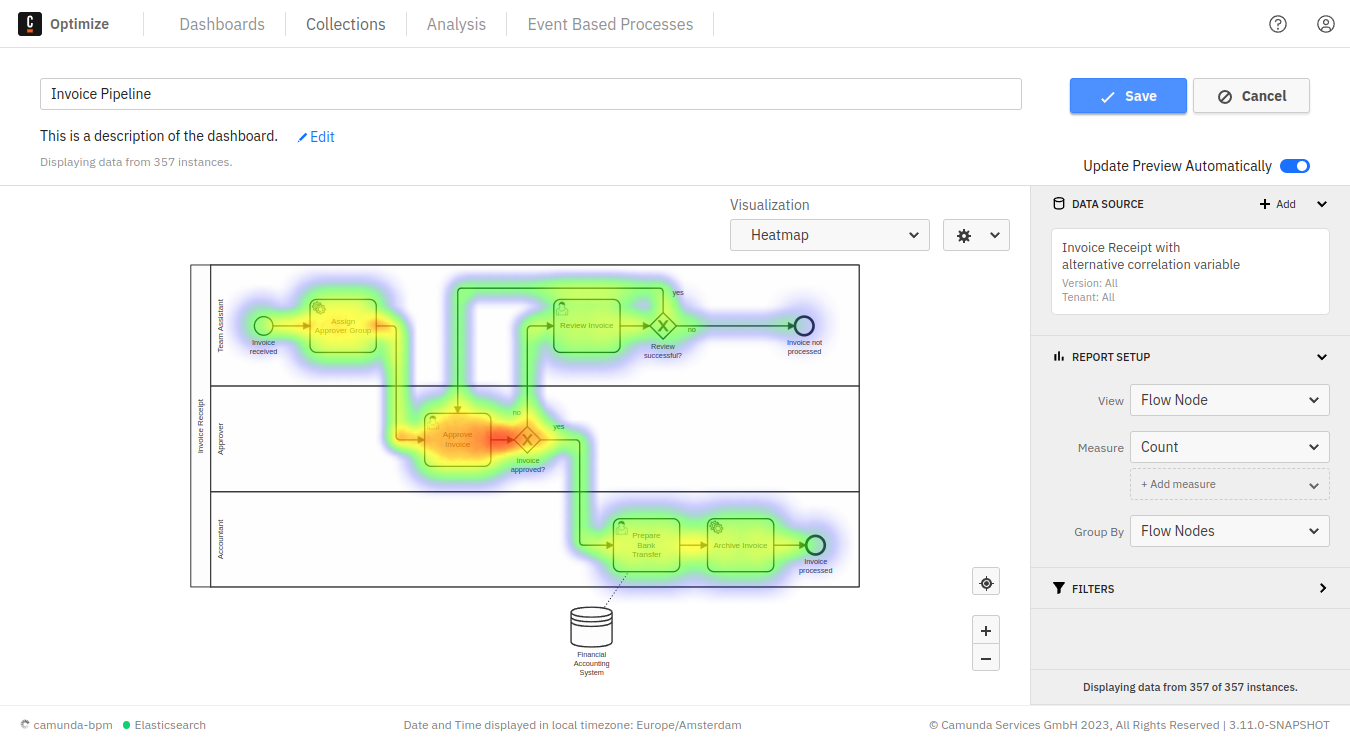 C Optimize
Dashboards
Collections
Analysis
Event Based Processes
Invoice Pipeline
Save
Cancel
This is a description of the dashboard.
Edit
Displaying data from 357 instances.
Update Preview Automatically
Visualization
Heatmap
Invoice Receipt
Team Assistant
Approver
Accountant
Invoice
received
Assign
Approver Group
Review Invoice
yes
no
Review
successful?
Invoice not
processed
Approve
Invoice
no
yes
Invoice
approved?
Prepare
Bank
Transfer
Archive Invoice
Invoice
processed
Financial
Accounting
System
DATA SOURCE
+ Add
Invoice Receipt with
alternative correlation variable
Version: All
Tenant: All
REPORT SETUP
View
Flow Node
Measure
Count
+ Add measure
Group By
Flow Nodes
FILTERS
Displaying data from 357 of 357 instances.
camunda-bpm
Elasticsearch
Date and Time displayed in local timezone: Europe/Amsterdam
© Camunda Services GmbH 2023, All Rights Reserved | 3.11.0-SNAPSHOT